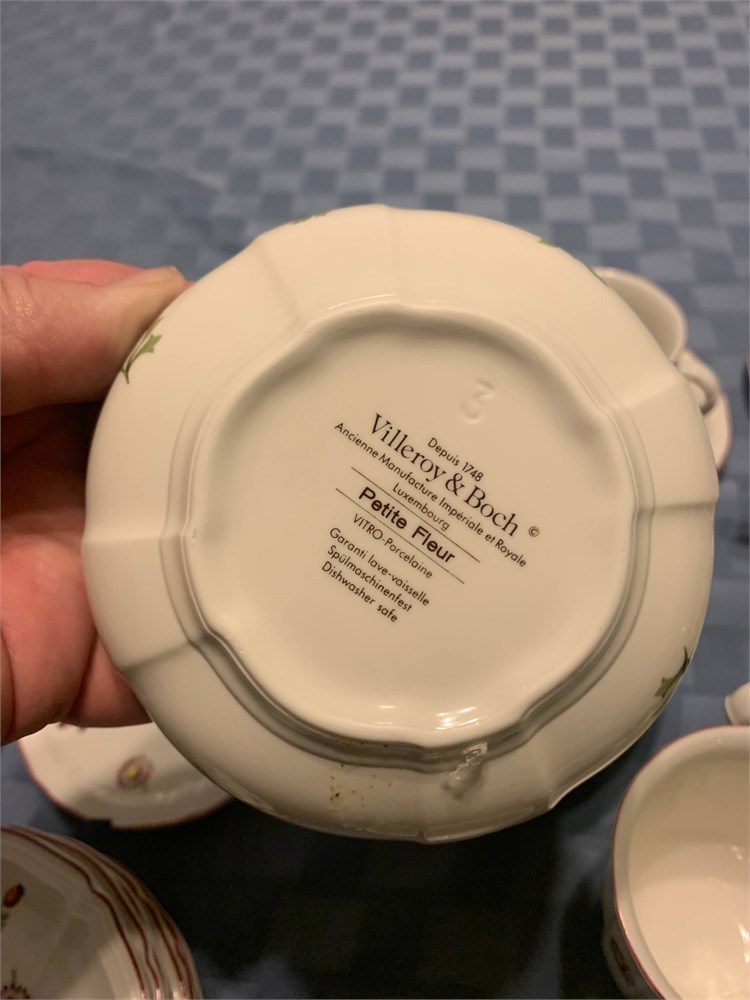 3
Depuis 1748
Villeroy & Boch ©
Ancienne Manufacture Impériale et Royale
Luxembourg
Petite Fleur
VITRO-Porcelaine
Garanti lave-vaisselle
Spülmaschinenfest
Dishwasher safe